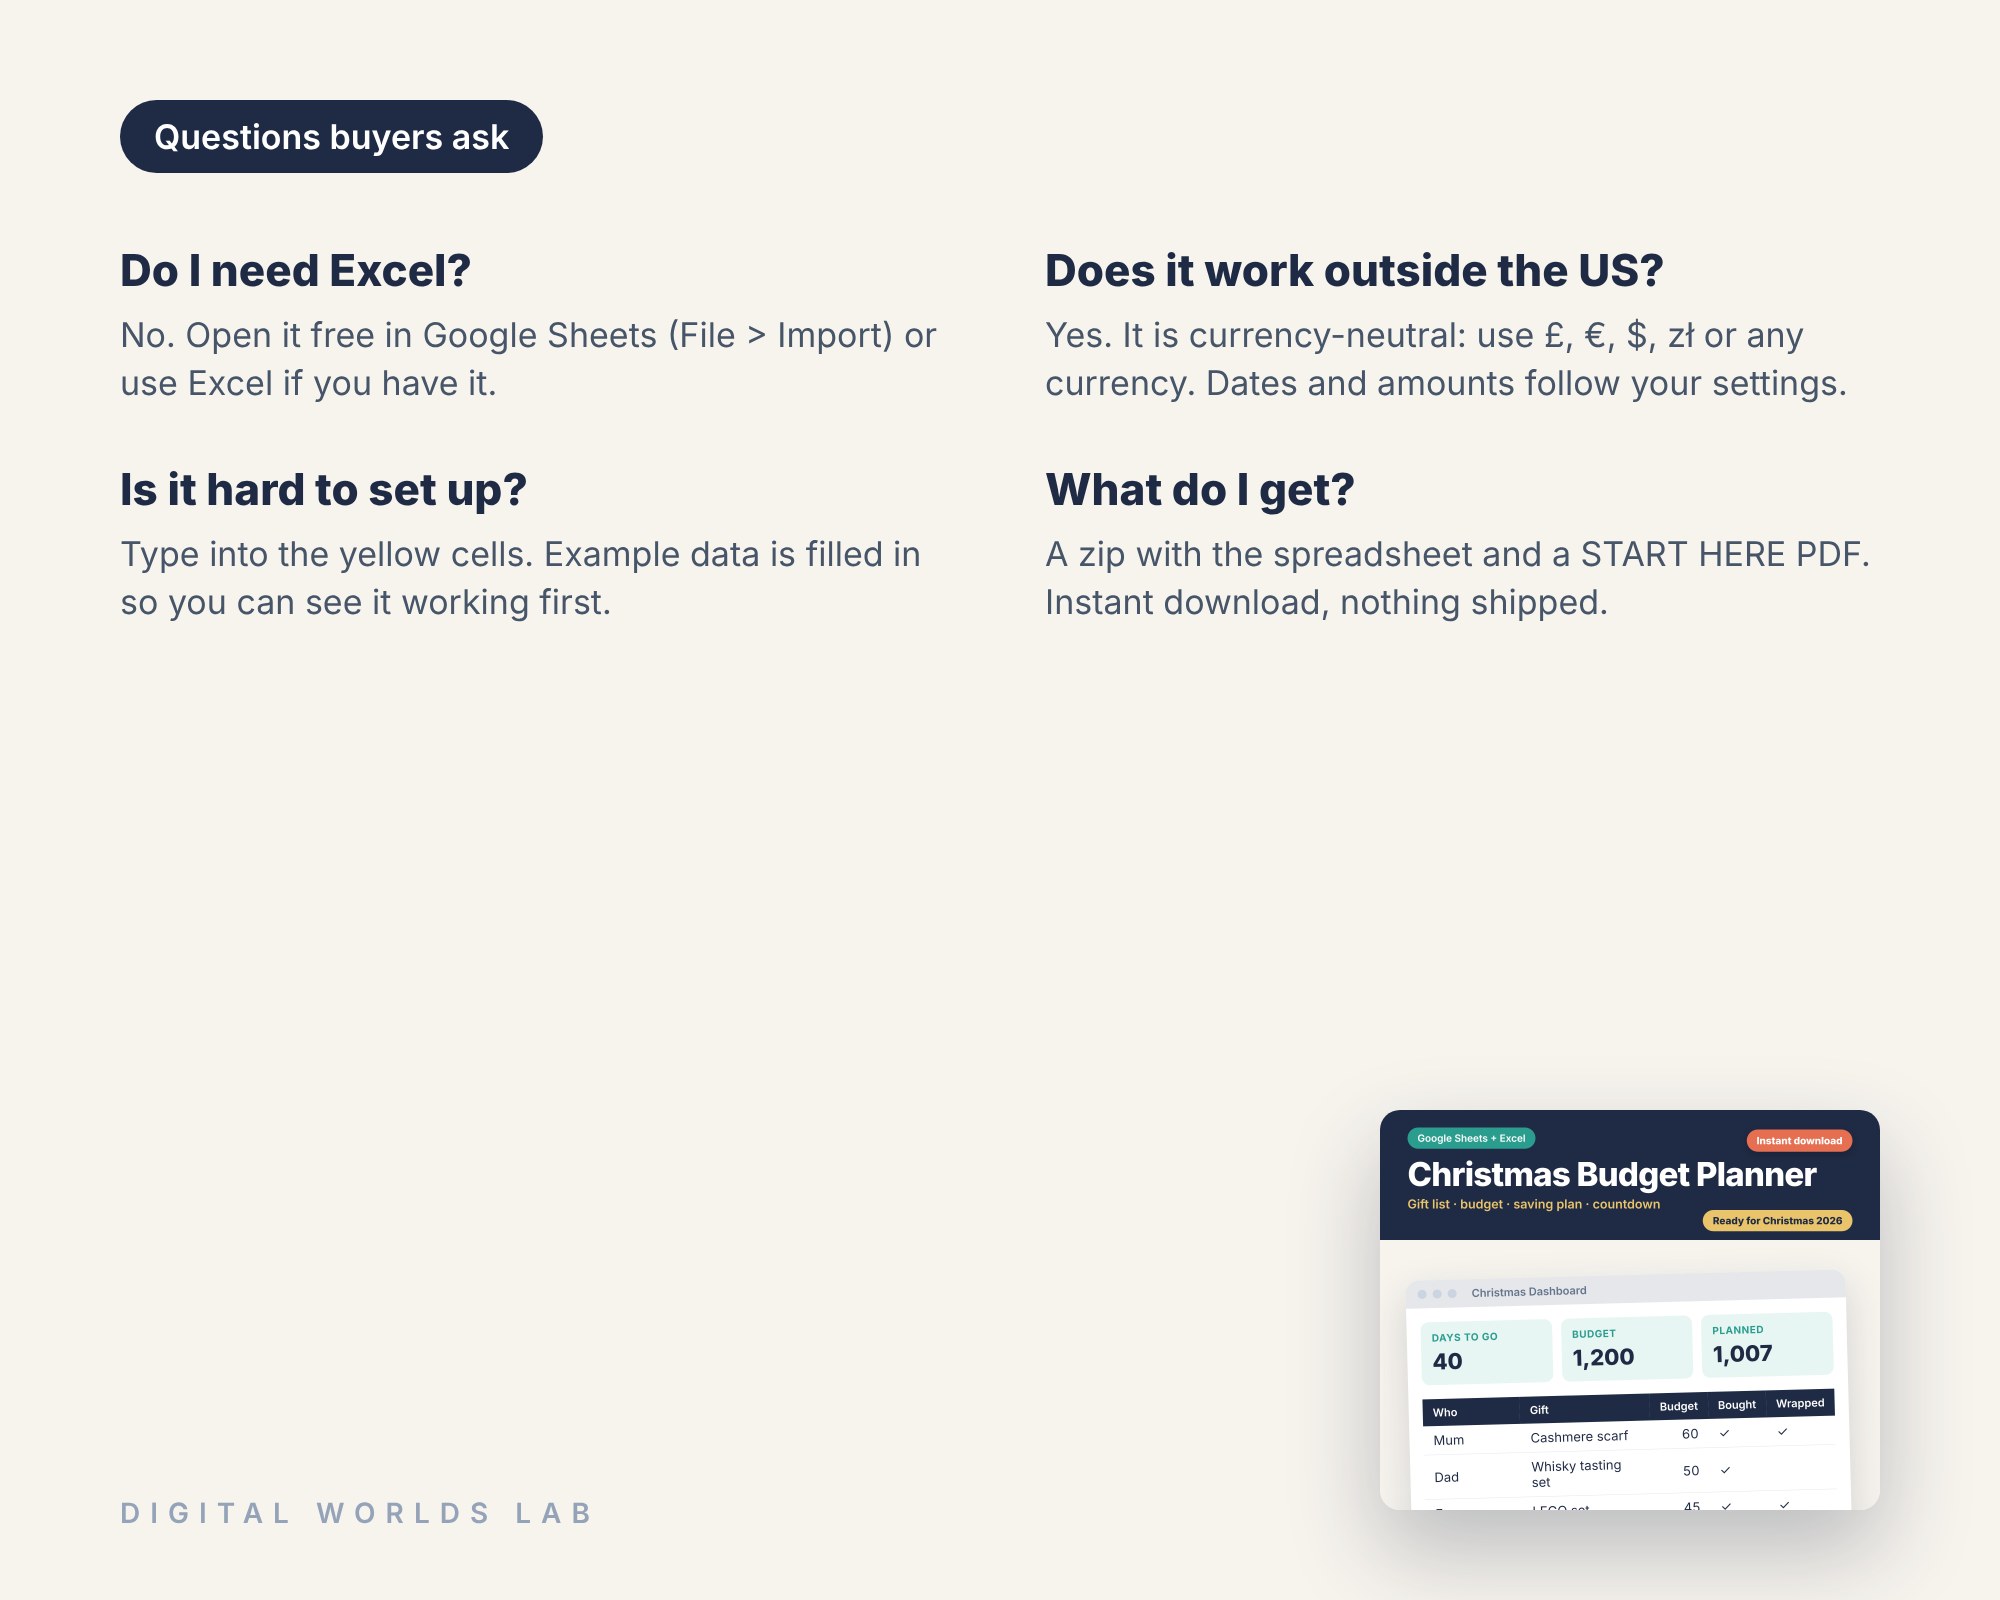 Questions buyers ask
Do I need Excel?
No. Open it free in Google Sheets (File > Import) or
use Excel if you have it.
Does it work outside the US?
Yes. It is currency-neutral: use £, €, $, zł or any
currency. Dates and amounts follow your settings.
Is it hard to set up?
Type into the yellow cells. Example data is filled in
so you can see it working first.
What do I get?
A zip with the spreadsheet and a START HERE PDF.
Instant download, nothing shipped.
Google Sheets + Excel
Instant download
Christmas Budget Planner
Gift list · budget · saving plan · countdown
Ready for Christmas 2026
Christmas Dashboard
DAYS TO GO
40
BUDGET
1,200
PLANNED
1,007
Who Gift Budget Bought Wrapped
Mum Cashmere scarf 60 ✓ ✓
Dad Whisky tasting set 50 ✓
LEGO set 45 ✓ ✓
DIGITAL WORLDS LAB